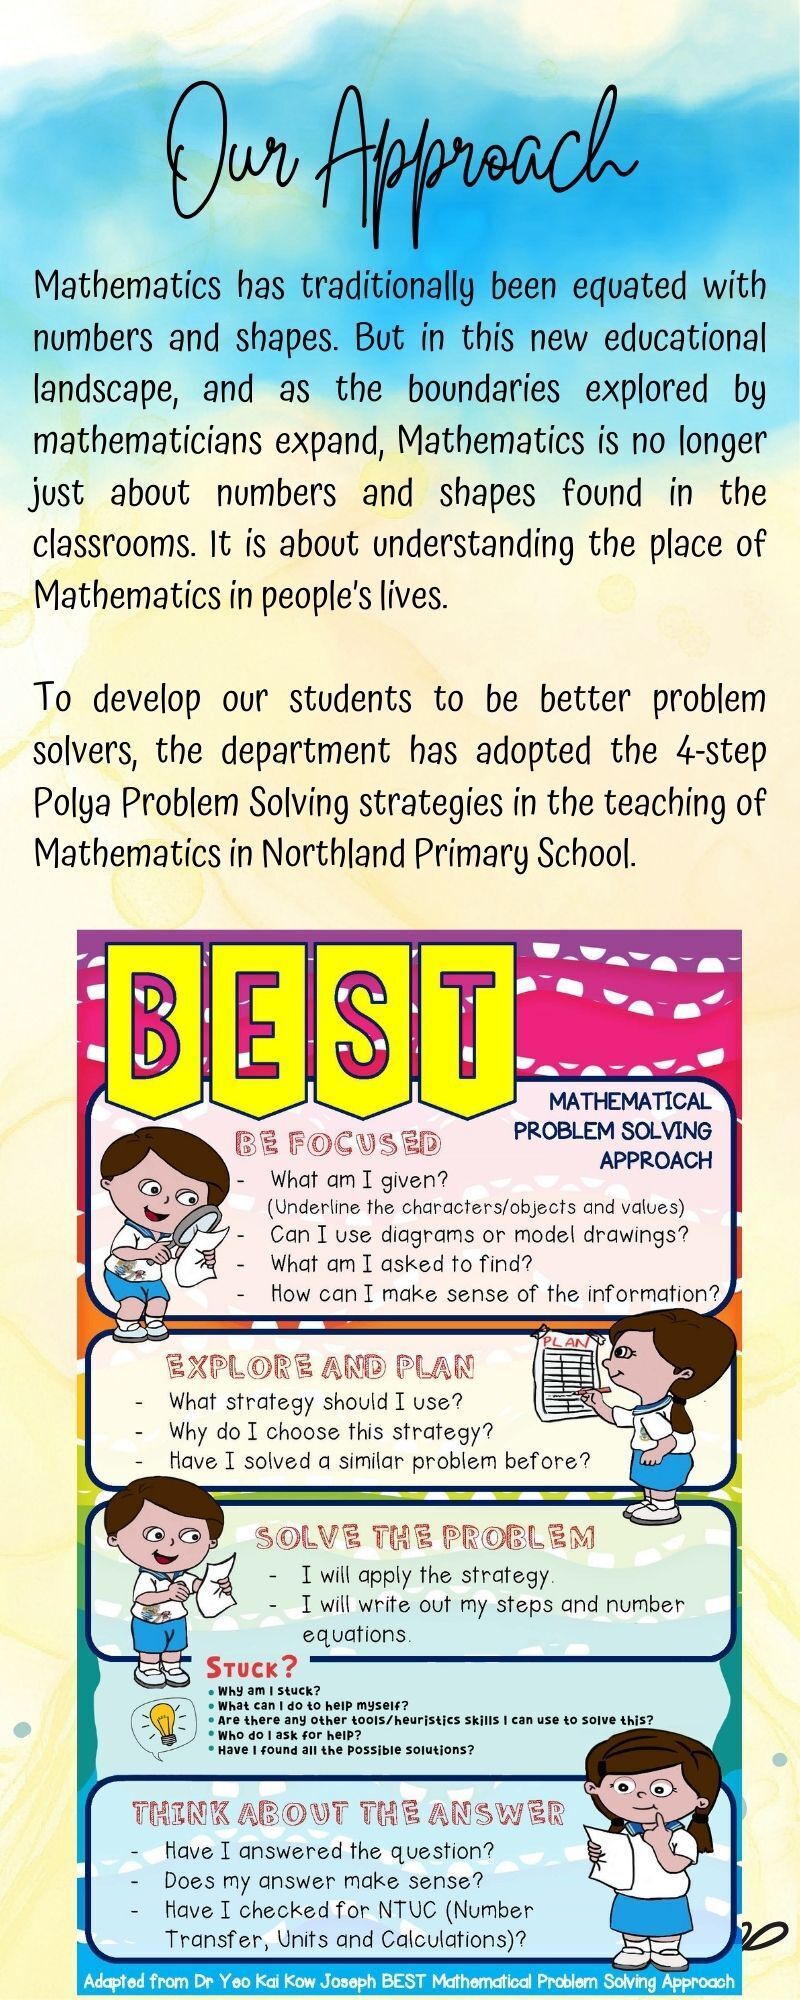 Our Approach
Mathematics has traditionally been equated with
numbers and shapes. But in this new educational
landscape, and as the boundaries explored by
mathematicians expand, Mathematics is no longer
just about numbers and shapes found in the
classrooms. It is about understanding the place of
Mathematics in people's lives.
To develop our students to be better problem
solvers, the department has adopted the 4-step
Polya Problem Solving strategies in the teaching of
Mathematics in Northland Primary School.
BEST
MATHEMATICAL
PROBLEM SOLVING
APPROACH
BE FOCUSED
- What am I given?
(Underline the characters/objects and values)
- Can I use diagrams or model drawings?
- What am I asked to find?
- How can I make sense of the information?
PLAN
EXPLORE AND PLAN
- What strategy should I use?
- Why do I choose this strategy?
- Have I solved a similar problem before?
SOLVE THE PROBLEM
- I will apply the strategy.
- I will write out my steps and number
equations.
STUCK?
• Why am I stuck?
• What can I do to help myself?
• Are there any other tools/heuristics skills I can use to solve this?
• Who do I ask for help?
• Have I found all the possible solutions?
THINK ABOUT THE ANSWER
- Have I answered the question?
- Does my answer make sense?
- Have I checked for NTUC (Number
Transfer, Units and Calculations)?
Adapted from Dr Yeo Kai Kow Joseph BEST Mathematical Problem Solving Approach